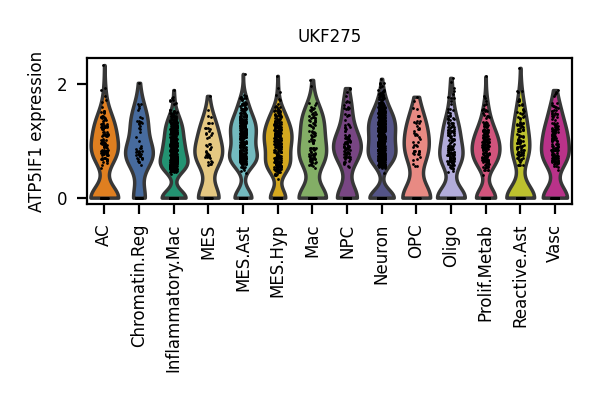 UKF275
ATP5IF1 expression
2
0
AC
Chromatin.Reg
Inflammatory.Mac
MES
MES.Ast
MES.Hyp
Mac
NPC
Neuron
OPC
Oligo
Prolif.Metab
Reactive.Ast
Vasc